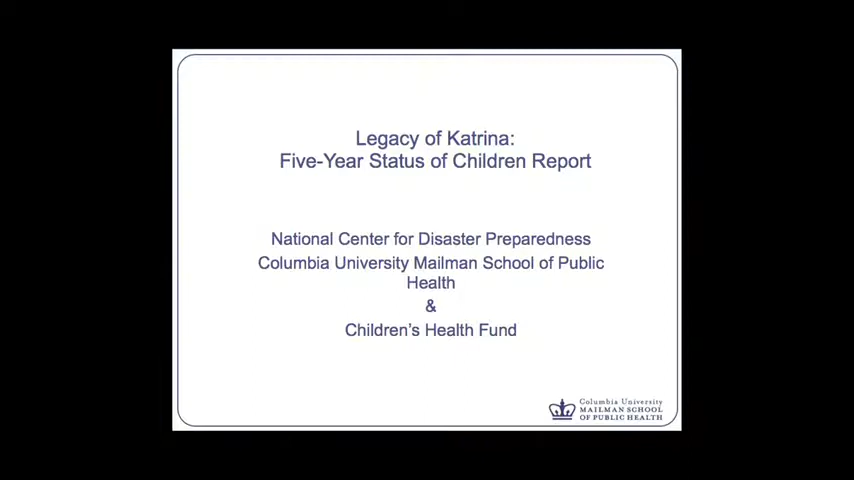 Legacy of Katrina:
Five-Year Status of Children Report
National Center for Disaster Preparedness
Columbia University Mailman School of Public
Health
&
Children's Health Fund
Columbia University
MAILMAN SCHOOL
OF PUBLIC HEALTH